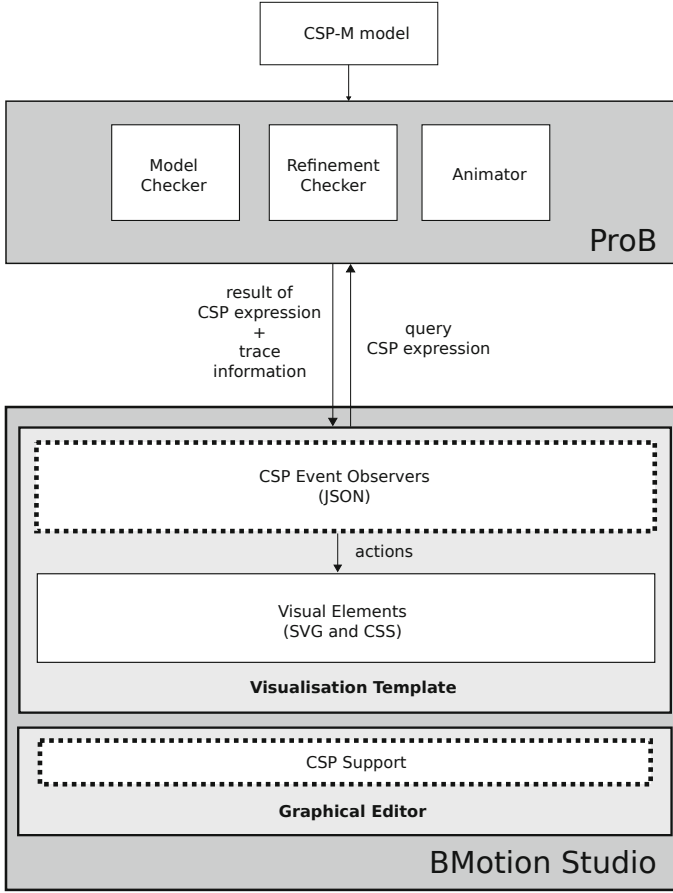 CSP-M model
Model
Checker
Refinement
Checker
Animator
ProB
result of
CSP expression
+
trace
information
query
CSP expression
CSP Event Observers
(JSON)
actions
Visual Elements
(SVG and CSS)
Visualisation Template
CSP Support
Graphical Editor
BMotion Studio